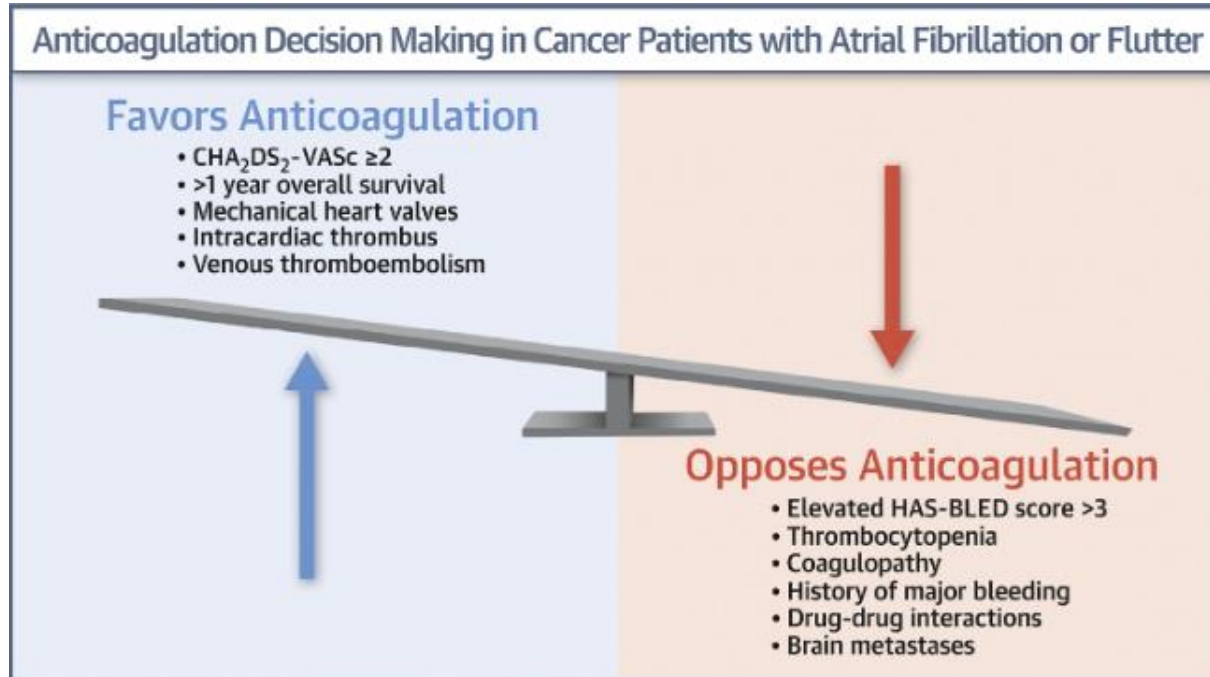 Anticoagulation Decision Making in Cancer Patients with Atrial Fibrillation or Flutter
Favors Anticoagulation
• CHA₂DS₂-VASc ≥2
• >1 year overall survival
• Mechanical heart valves
• Intracardiac thrombus
• Venous thromboembolism
Opposes Anticoagulation
• Elevated HAS-BLED score >3
• Thrombocytopenia
• Coagulopathy
• History of major bleeding
• Drug-drug interactions
• Brain metastases